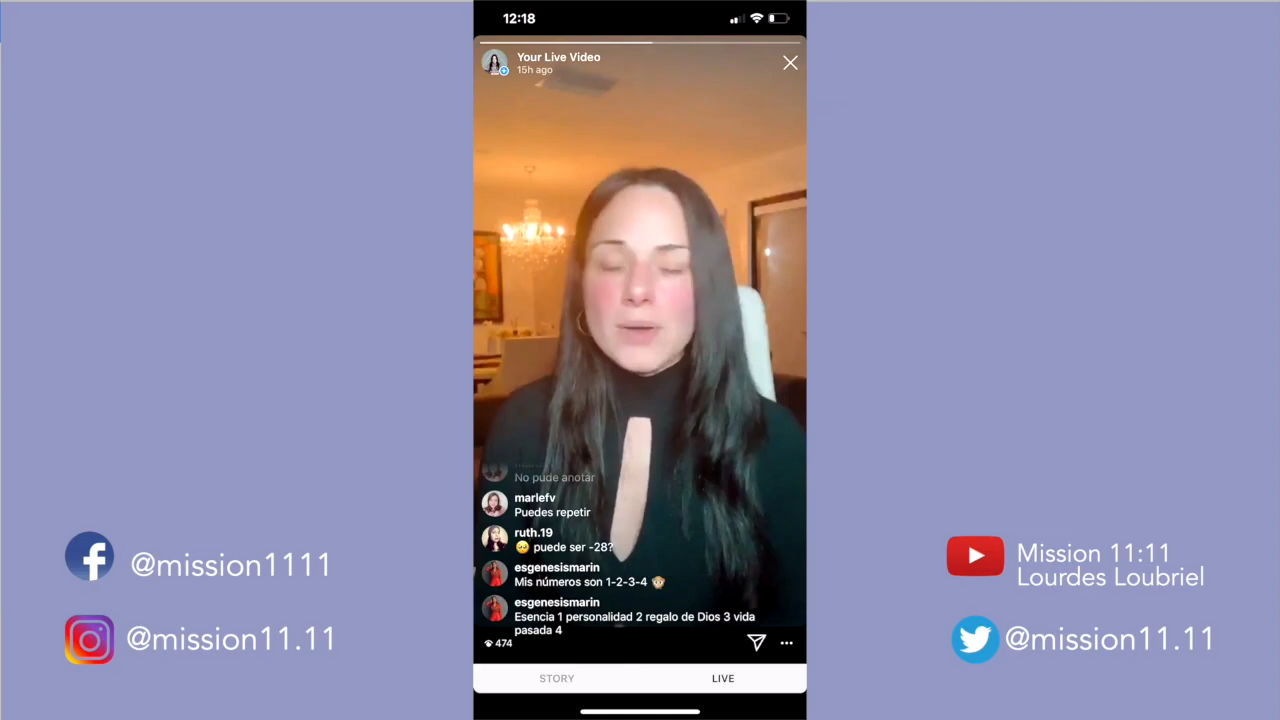 12:18
Your Live Video
15h ago
No pude anotar
marlefv
Puedes repetir
ruth.19
🥺 puede ser -28?
esgenesismarin
Mis números son 1-2-3-4 🙊
esgenesismarin
Esencia 1 personalidad 2 regalo de Dios 3 vida
pasada 4
474
STORY
LIVE
@mission1111
@mission11.11
Mission 11:11
Lourdes Loubriel
@mission11.11